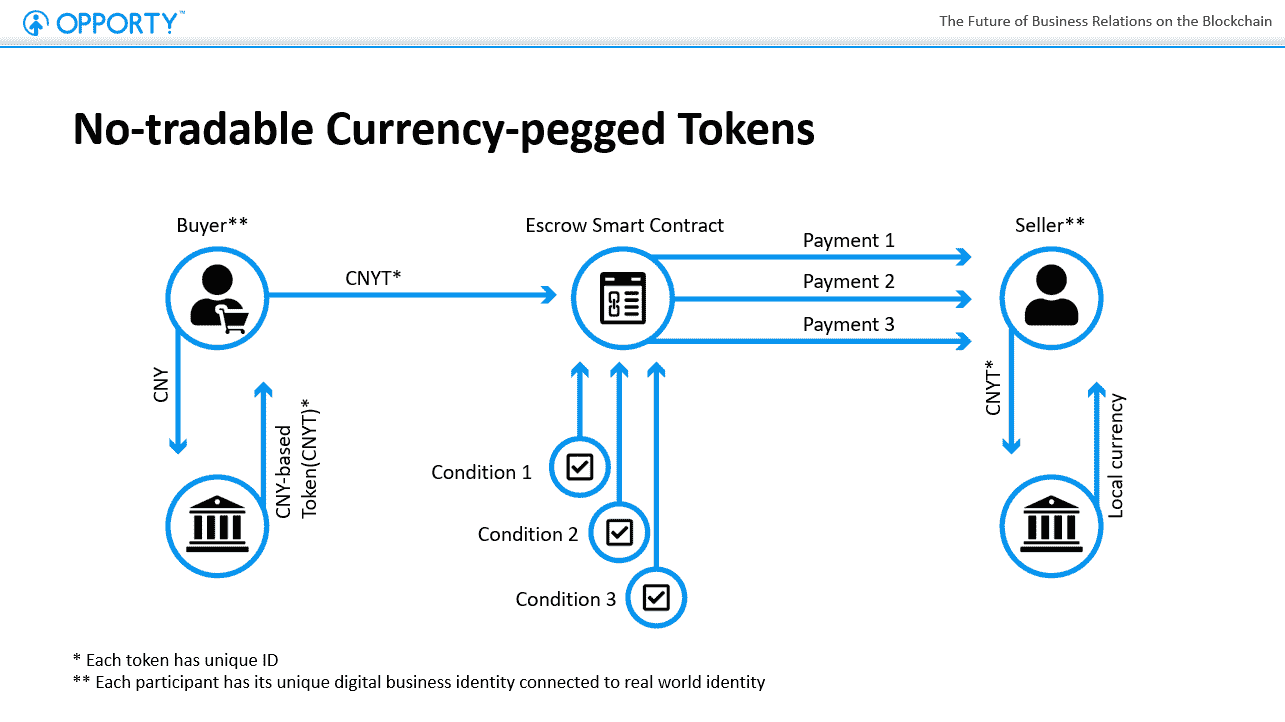 OPPORTY™
The Future of Business Relations on the Blockchain
No-tradable Currency-pegged Tokens
Buyer**
Escrow Smart Contract
Seller**
CNYT*
Payment 1
Payment 2
Payment 3
CNY
CNY-based
Token(CNYT)*
CNYT*
Local currency
Condition 1
Condition 2
Condition 3
* Each token has unique ID
** Each participant has its unique digital business identity connected to real world identity